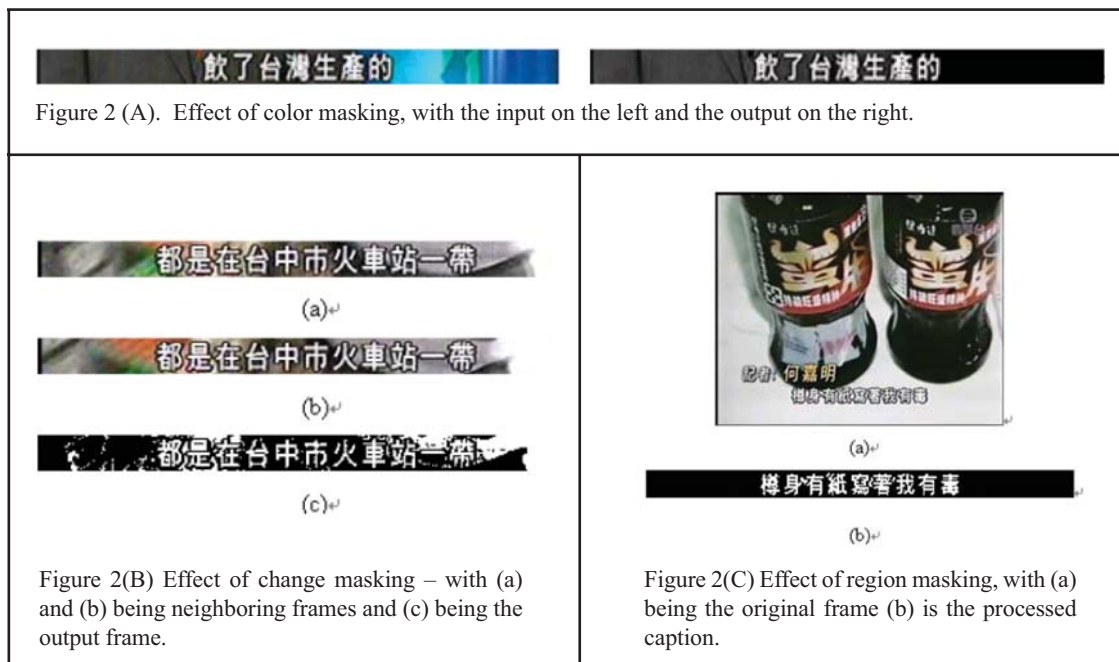 飲了台灣生產的 飲了台灣生產的
Figure 2 (A). Effect of color masking, with the input on the left and the output on the right.
都是在台中市火車站一帶
(a)↵
都是在台中市火車站一帶
(b)↵
都是在台中市火車站一帶
(c)↵
Figure 2(B) Effect of change masking – with (a)
and (b) being neighboring frames and (c) being the
output frame.
蠻牛
記者: 何嘉明
樽身有紙寫著我有毒
(a)↵
樽身有紙寫著我有毒
(b)↵
Figure 2(C) Effect of region masking, with (a)
being the original frame (b) is the processed
caption.